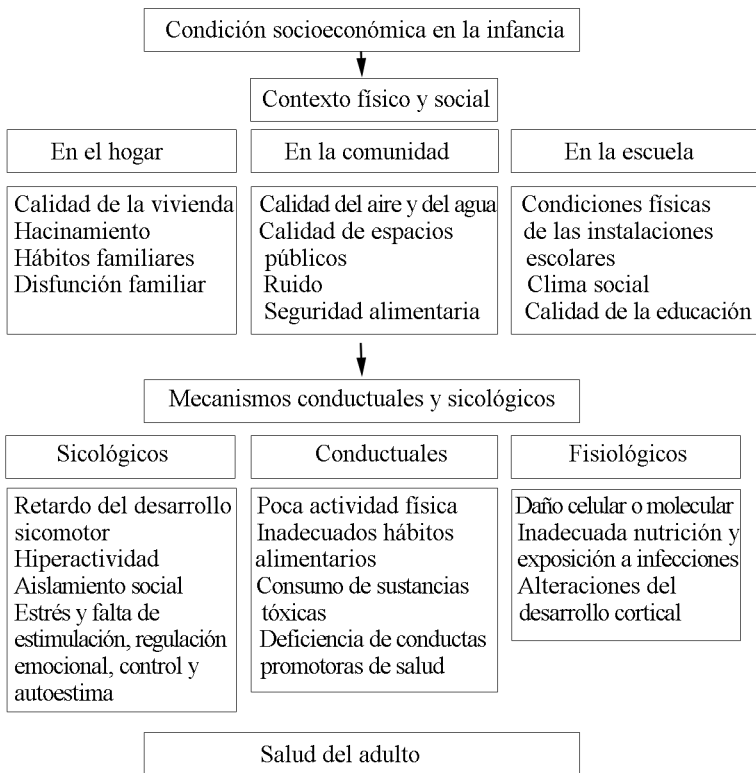 Condición socioeconómica en la infancia
Contexto físico y social
En el hogar
Calidad de la vivienda
Hacinamiento
Hábitos familiares
Disfunción familiar
En la comunidad
Calidad del aire y del agua
Calidad de espacios
públicos
Ruido
Seguridad alimentaria
En la escuela
Condiciones físicas
de las instalaciones
escolares
Clima social
Calidad de la educación
Mecanismos conductuales y sicológicos
Sicológicos
Retardo del desarrollo
sicomotor
Hiperactividad
Aislamiento social
Estrés y falta de
estimulación, regulación
emocional, control y
autoestima
Conductuales
Poca actividad física
Inadecuados hábitos
alimentarios
Consumo de sustancias
tóxicas
Deficiencia de conductas
promotoras de salud
Fisiológicos
Daño celular o molecular
Inadecuada nutrición y
exposición a infecciones
Alteraciones del
desarrollo cortical
Salud del adulto